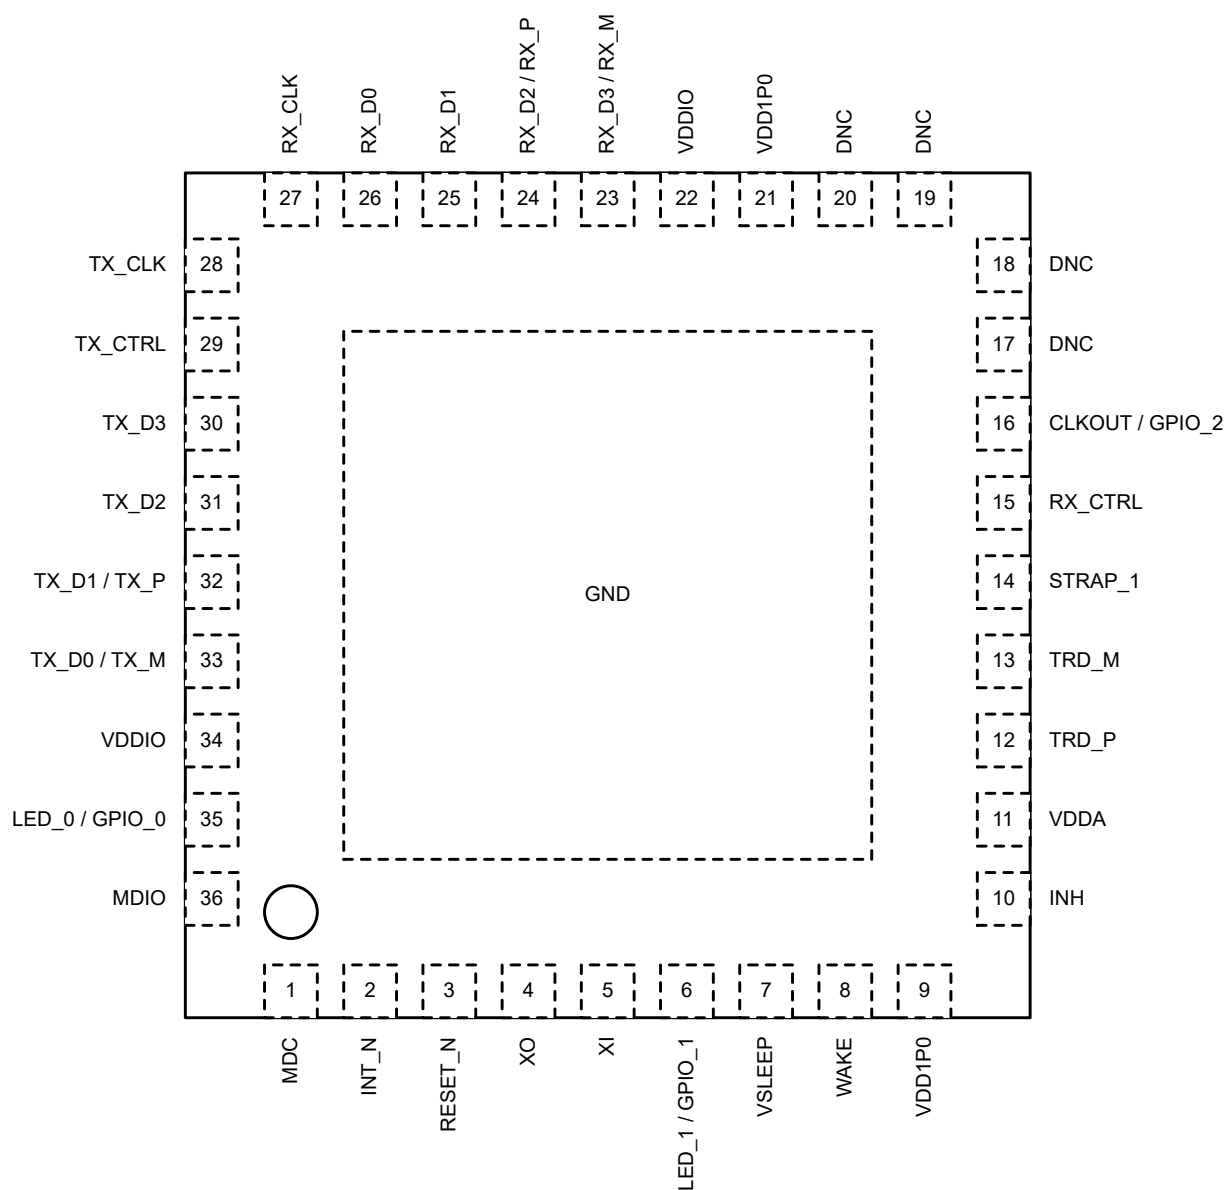 RX_CLK
RX_D0
RX_D1
RX_D2 / RX_P
RX_D3 / RX_M
VDDIO
VDD1P0
DNC
DNC
27
26
25
24
23
22
21
20
19
TX_CLK 28
18 DNC
TX_CTRL 29
17 DNC
TX_D3 30
16 CLKOUT / GPIO_2
TX_D2 31
15 RX_CTRL
TX_D1 / TX_P 32
14 STRAP_1
GND
TX_D0 / TX_M 33
13 TRD_M
VDDIO 34
12 TRD_P
LED_0 / GPIO_0 35
11 VDDA
MDIO 36
10 INH
1
2
3
4
5
6
7
8
9
MDC
INT_N
RESET_N
XO
XI
LED_1 / GPIO_1
VSLEEP
WAKE
VDD1P0